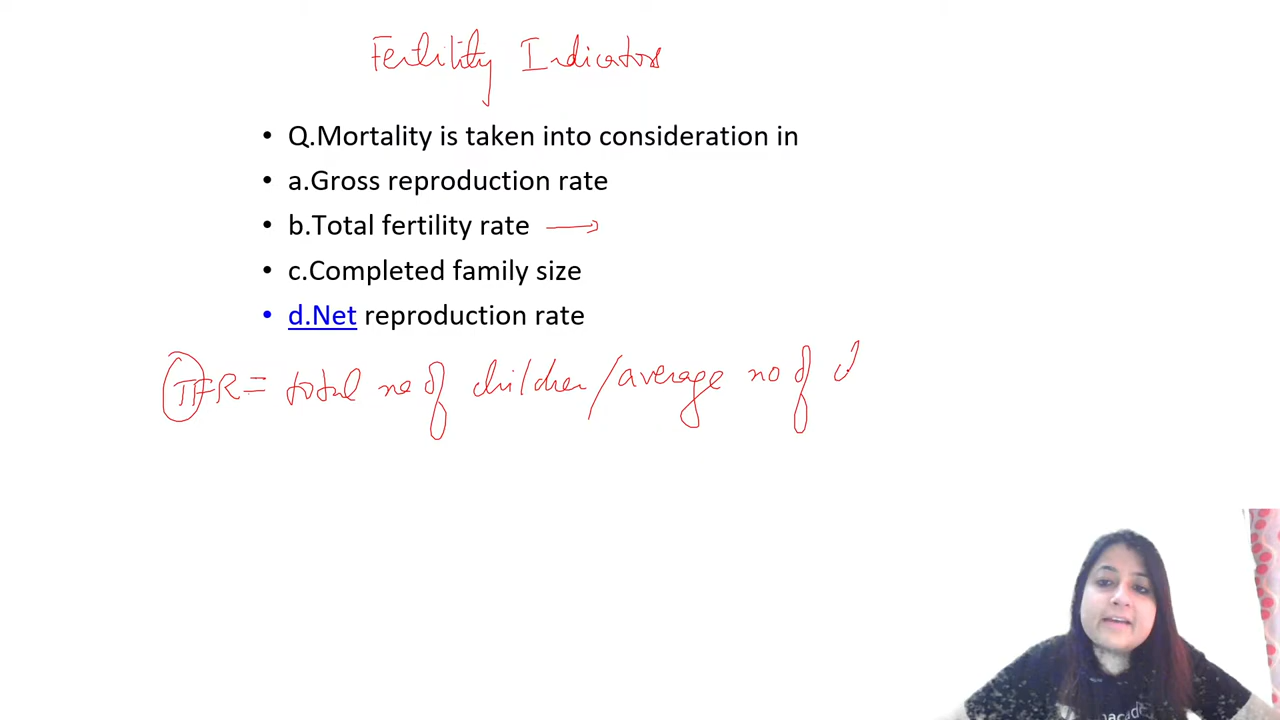 Fertility Indicators
• Q.Mortality is taken into consideration in
• a.Gross reproduction rate
• b.Total fertility rate →
• c.Completed family size
• d.Net reproduction rate
TFR = total no of children/average no of